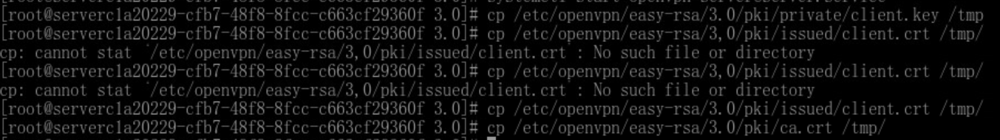 systemctl start openvpn-server@server.service
[root@serverc1a20229-cfb7-48f8-8fcc-c663cf29360f 3.0]# cp /etc/openvpn/easy-rsa/3.0/pki/private/client.key /tmp
[root@serverc1a20229-cfb7-48f8-8fcc-c663cf29360f 3.0]# cp /etc/openvpn/easy-rsa/3,0/pki/issued/client.crt /tmp/
cp: cannot stat '/etc/openvpn/easy-rsa/3,0/pki/issued/client.crt': No such file or directory
[root@serverc1a20229-cfb7-48f8-8fcc-c663cf29360f 3.0]# cp /etc/openvpn/easy-rsa/3,0/pki/issued/client.crt /tmp/
cp: cannot stat '/etc/openvpn/easy-rsa/3,0/pki/issued/client.crt': No such file or directory
[root@serverc1a20229-cfb7-48f8-8fcc-c663cf29360f 3.0]# cp /etc/openvpn/easy-rsa/3.0/pki/issued/client.crt /tmp/
[root@serverc1a20229-cfb7-48f8-8fcc-c663cf29360f 3.0]# cp /etc/openvpn/easy-rsa/3.0/pki/ca.crt /tmp/